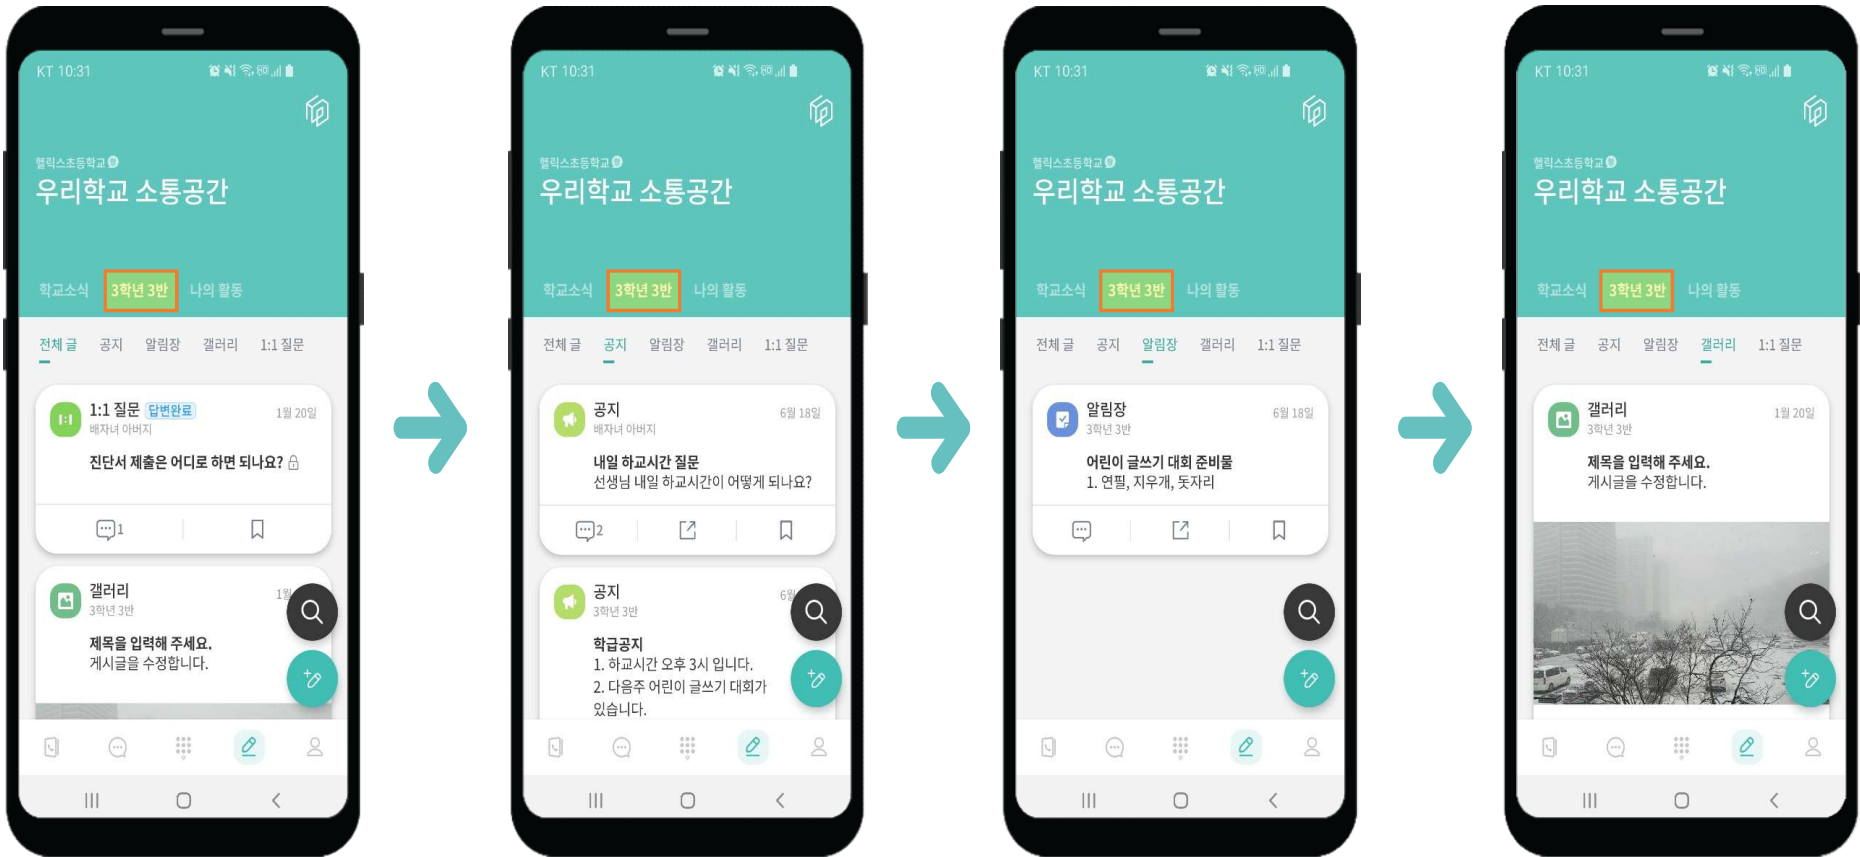 KT 10:31
헬릭스초등학교
우리학교 소통공간
학교소식 3학년 3반 나의 활동
전체 글 공지 알림장 갤러리 1:1 질문
1:1
1:1 질문 답변완료 1월 20일
배자녀 아버지
진단서 제출은 어디로 하면 되나요?
1
갤러리 1월
3학년 3반
제목을 입력해 주세요.
게시글을 수정합니다.
KT 10:31
헬릭스초등학교
우리학교 소통공간
학교소식 3학년 3반 나의 활동
전체 글 공지 알림장 갤러리 1:1 질문
공지 6월 18일
배자녀 아버지
내일 하교시간 질문
선생님 내일 하교시간이 어떻게 되나요?
2
공지 6월
3학년 3반
학급공지
1. 하교시간 오후 3시 입니다.
2. 다음주 어린이 글쓰기 대회가
있습니다.
KT 10:31
헬릭스초등학교
우리학교 소통공간
학교소식 3학년 3반 나의 활동
전체 글 공지 알림장 갤러리 1:1 질문
알림장 6월 18일
3학년 3반
어린이 글쓰기 대회 준비물
1. 연필, 지우개, 돗자리
KT 10:31
헬릭스초등학교
우리학교 소통공간
학교소식 3학년 3반 나의 활동
전체 글 공지 알림장 갤러리 1:1 질문
갤러리 1월 20일
3학년 3반
제목을 입력해 주세요.
게시글을 수정합니다.